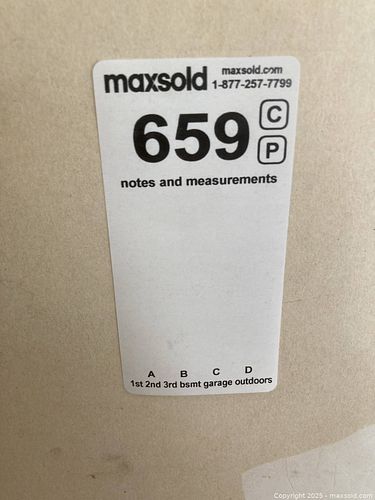 maxsold maxsold.com
1-877-257-7799
659 C
P
notes and measurements
A B C D
1st 2nd 3rd bsmt garage outdoors
Copyright 2025 - maxsold.com